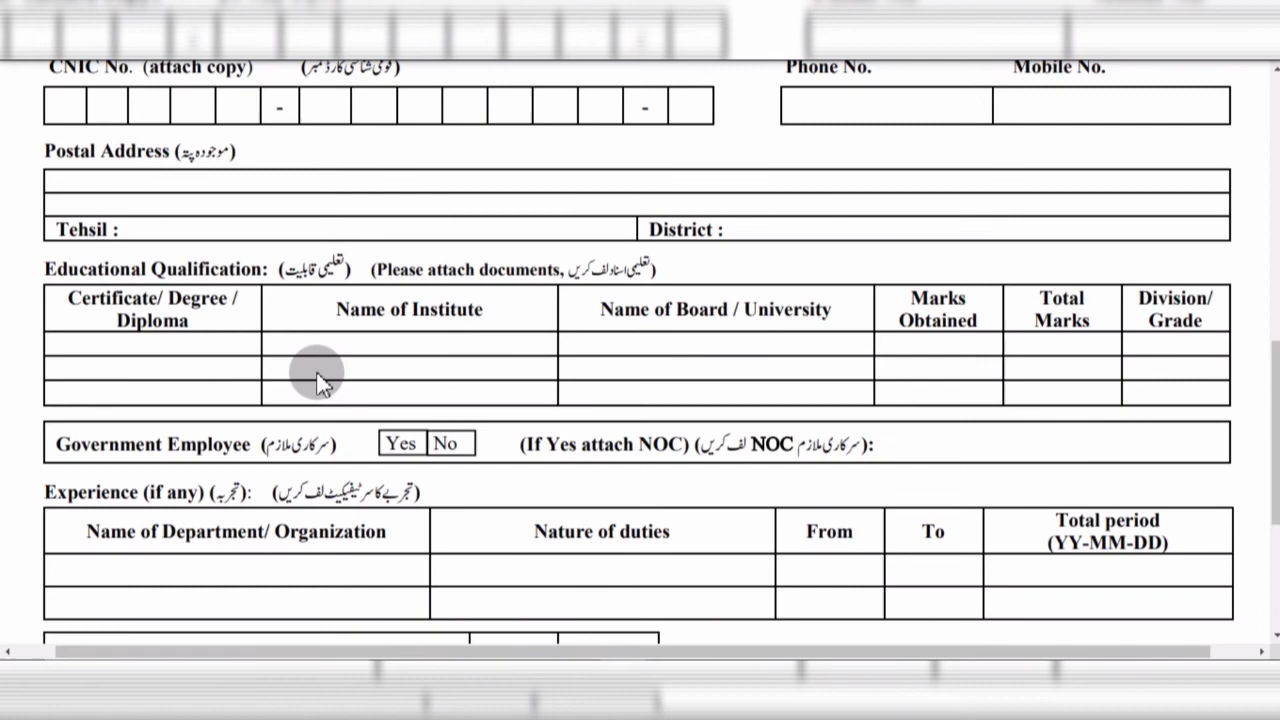 CNIC No. (attach copy) (قومی شناسی کارڈ نمبر) Phone No. Mobile No.
- -
Postal Address (موجودہ پتہ)
Tehsil : District :
Educational Qualification: (تعلیمی قابلیت) (Please attach documents, تعلیمی اسناد لف کریں)
Certificate/ Degree / Diploma Name of Institute Name of Board / University Marks Obtained Total Marks Division/ Grade
Government Employee (سرکاری ملازم) Yes No (If Yes attach NOC) (سرکاری ملازم NOC لف کریں):
Experience (if any) (تجربہ): (تجربے کا سرٹیفیکیٹ لف کریں)
Name of Department/ Organization Nature of duties From To Total period (YY-MM-DD)